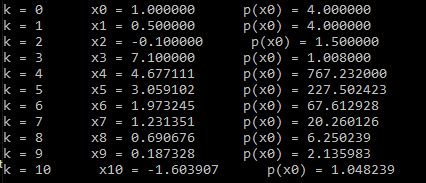 k = 0 x0 = 1.000000 p(x0) = 4.000000
k = 1 x1 = 0.500000 p(x0) = 4.000000
k = 2 x2 = -0.100000 p(x0) = 1.500000
k = 3 x3 = 7.100000 p(x0) = 1.008000
k = 4 x4 = 4.677111 p(x0) = 767.232000
k = 5 x5 = 3.059102 p(x0) = 227.502423
k = 6 x6 = 1.973245 p(x0) = 67.612928
k = 7 x7 = 1.231351 p(x0) = 20.260126
k = 8 x8 = 0.690676 p(x0) = 6.250239
k = 9 x9 = 0.187328 p(x0) = 2.135983
k = 10 x10 = -1.603907 p(x0) = 1.048239